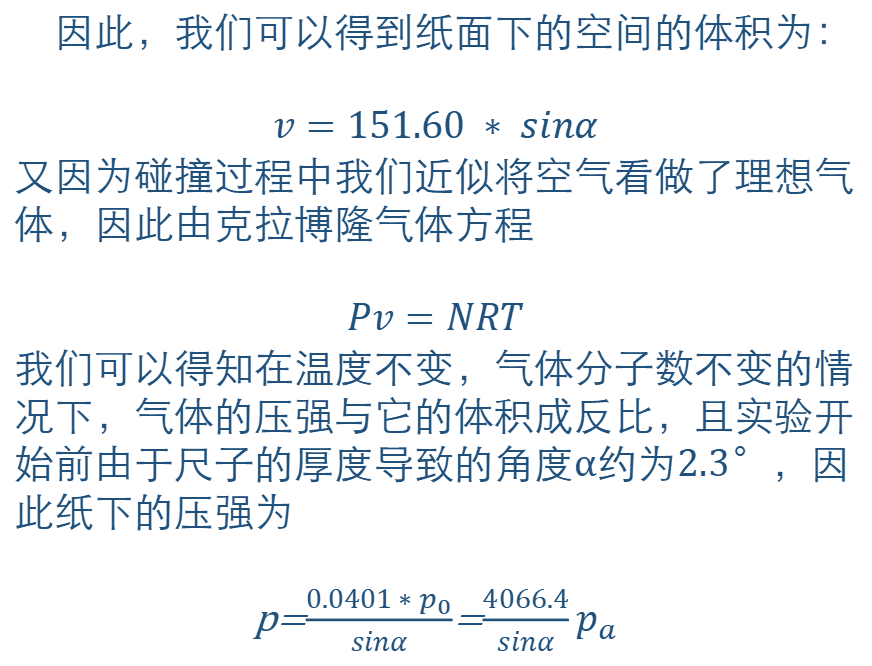 因此，我们可以得到纸面下的空间的体积为：
v = 151.60 * sinα
又因为碰撞过程中我们近似将空气看做了理想气
体，因此由克拉博隆气体方程
Pv = NRT
我们可以得知在温度不变，气体分子数不变的情
况下，气体的压强与它的体积成反比，且实验开
始前由于尺子的厚度导致的角度α约为2.3°，因
此纸下的压强为
p=\frac{0.0401 * p_0}{sinα}=\frac{4066.4}{sinα} p_a